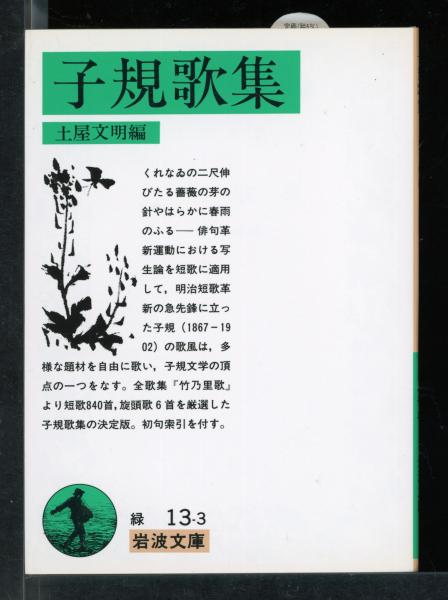 子規歌集
土屋文明編
くれなゐの二尺伸
びたる薔薇の芽の
針やはらかに春雨
のふる──俳句革
新運動における写
生論を短歌に適用
して，明治短歌革
新の急先鋒に立っ
た子規（1867－19
02）の歌風は，多
様な題材を自由に歌い，子規文学の頂
点の一つをなす。全歌集『竹乃里歌』
より短歌840首，旋頭歌6首を厳選した
子規歌集の決定版。初句索引を付す。
緑 13-3
岩波文庫